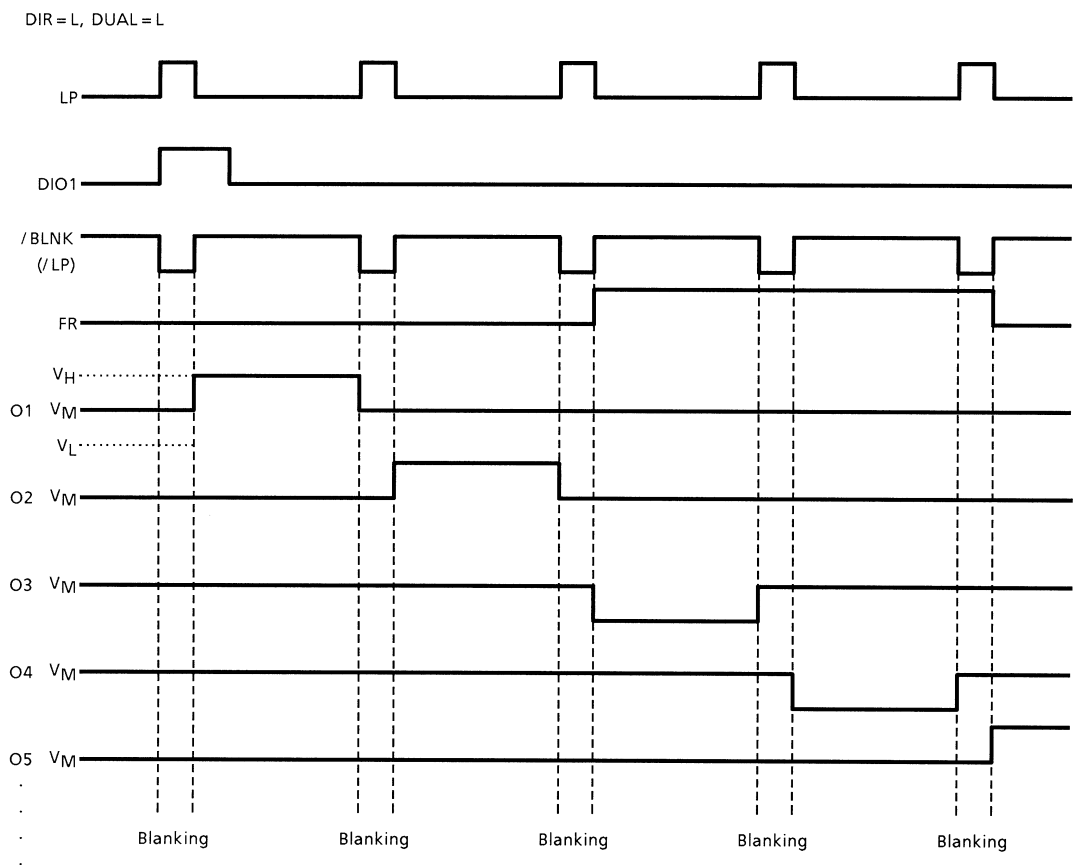 DIR=L, DUAL=L
LP
DIO1
/BLNK
(/LP)
FR
VH
O1 VM
VL
O2 VM
O3 VM
O4 VM
O5 VM
Blanking Blanking Blanking Blanking Blanking